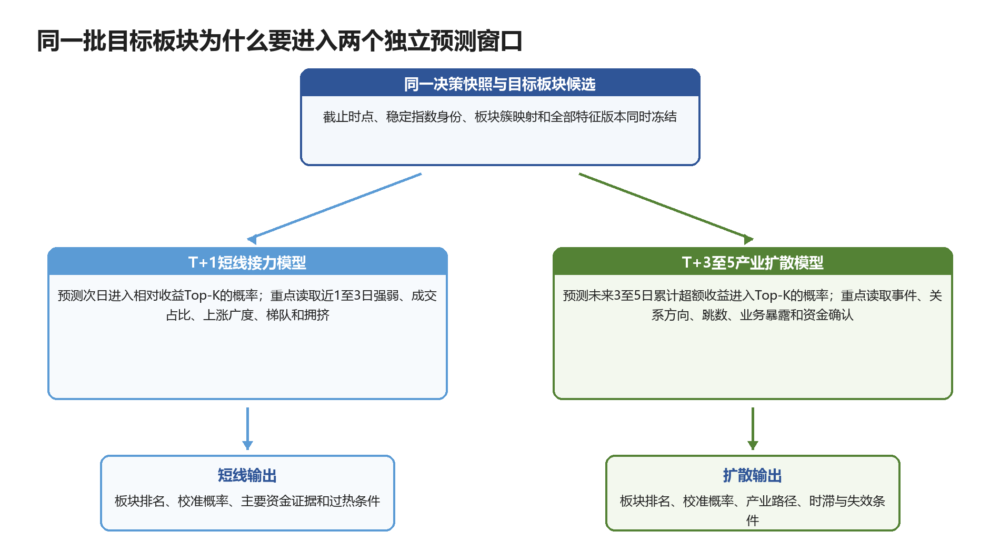 同一批目标板块为什么要进入两个独立预测窗口
同一决策快照与目标板块候选
截止时点、稳定指数身份、板块簇映射和全部特征版本同时冻结
T+1短线接力模型
预测次日进入相对收益Top-K的概率；重点读取近1至3日强弱、成交
占比、上涨广度、梯队和拥挤
T+3至5产业扩散模型
预测未来3至5日累计超额收益进入Top-K的概率；重点读取事件、关
系方向、跳数、业务暴露和资金确认
短线输出
板块排名、校准概率、主要资金证据和过热条件
扩散输出
板块排名、校准概率、产业路径、时滞与失效条
件